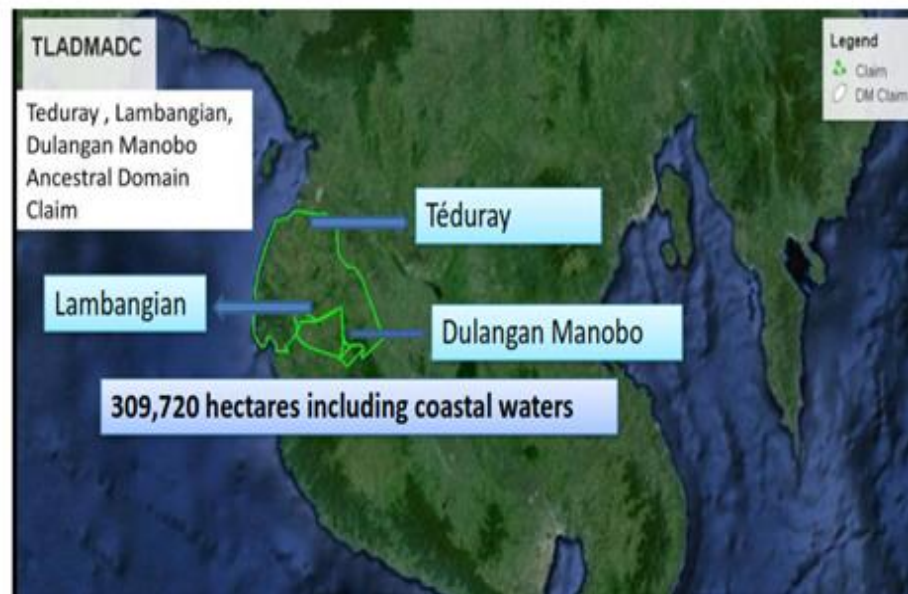 TLADMADC
Teduray , Lambangian,
Dulangan Manobo
Ancestral Domain
Claim
Legend
Claim
DM Claim
Téduray
Lambangian
Dulangan Manobo
309,720 hectares including coastal waters